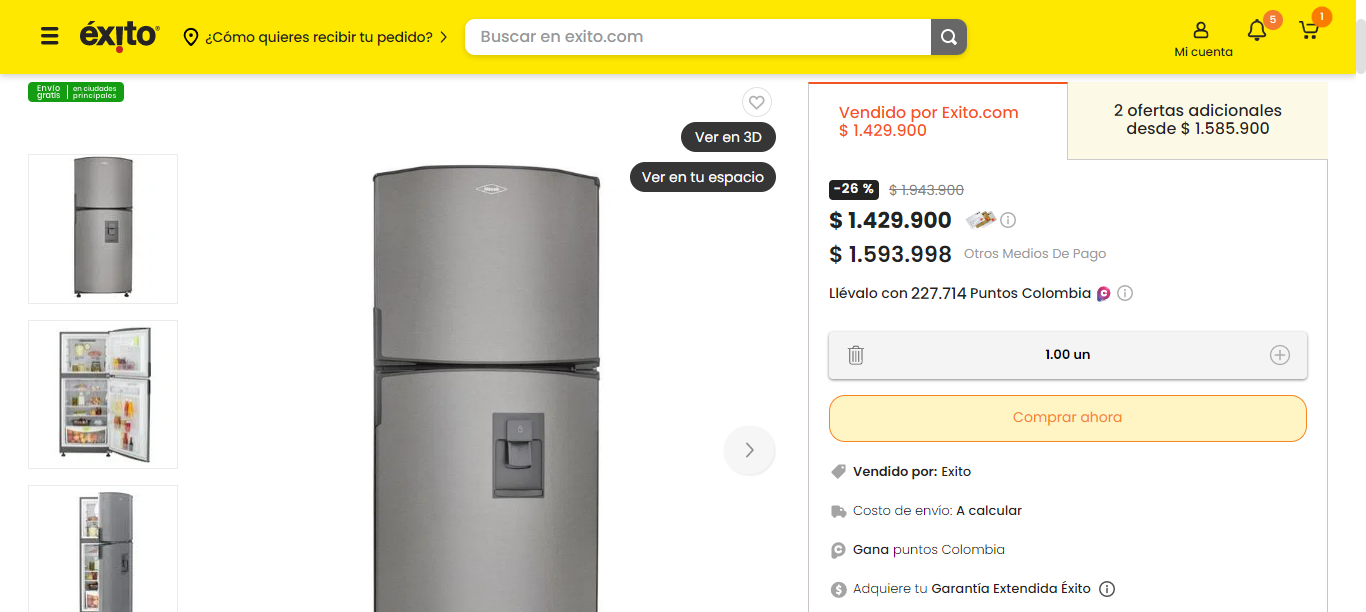 éxito
¿Cómo quieres recibir tu pedido?
Buscar en exito.com
Mi cuenta
5
1
Envío gratis
en ciudades principales
Ver en 3D
Ver en tu espacio
Vendido por Exito.com
$ 1.429.900
2 ofertas adicionales
desde $ 1.585.900
-26 % $ 1.943.900
$ 1.429.900
$ 1.593.998 Otros Medios De Pago
Llévalo con 227.714 Puntos Colombia
1.00 un
Comprar ahora
Vendido por: Exito
Costo de envío: A calcular
Gana puntos Colombia
Adquiere tu Garantía Extendida Éxito